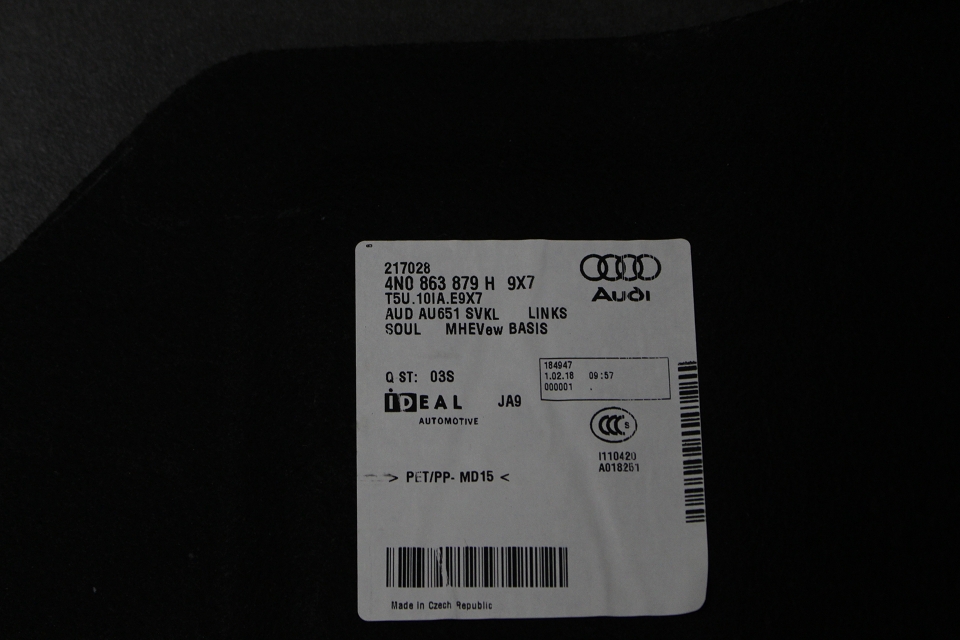 217028
4N0 863 879 H 9X7
T5U.10IA.E9X7
AUD AU651 SVKL LINKS
SOUL MHEVew BASIS
Audi
184947
1.02.18 09:57
000001
Q ST: 03S
iDEAL JA9
AUTOMOTIVE
CCC S
I110420
A018261
> PET/PP- MD15 <
Made in Czech Republic